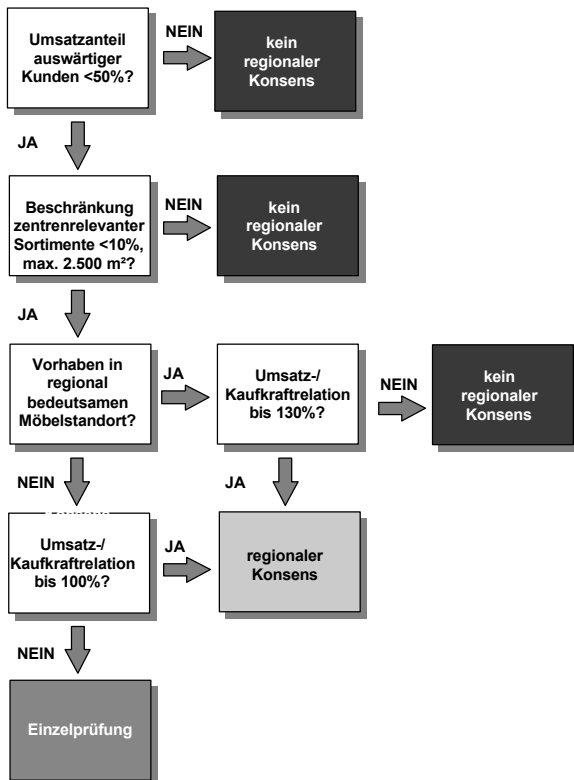 Umsatzanteil
auswärtiger
Kunden <50%?
NEIN
kein
regionaler
Konsens
JA
Beschränkung
zentrenrelevanter
Sortimente <10%,
max. 2.500 m²?
NEIN
kein
regionaler
Konsens
JA
Vorhaben in
regional
bedeutsamen
Möbelstandort?
JA
Umsatz-/
Kaufkraftrelation
bis 130%?
NEIN
kein
regionaler
Konsens
NEIN
JA
Umsatz-/
Kaufkraftrelation
bis 100%?
JA
regionaler
Konsens
NEIN
Einzelprüfung